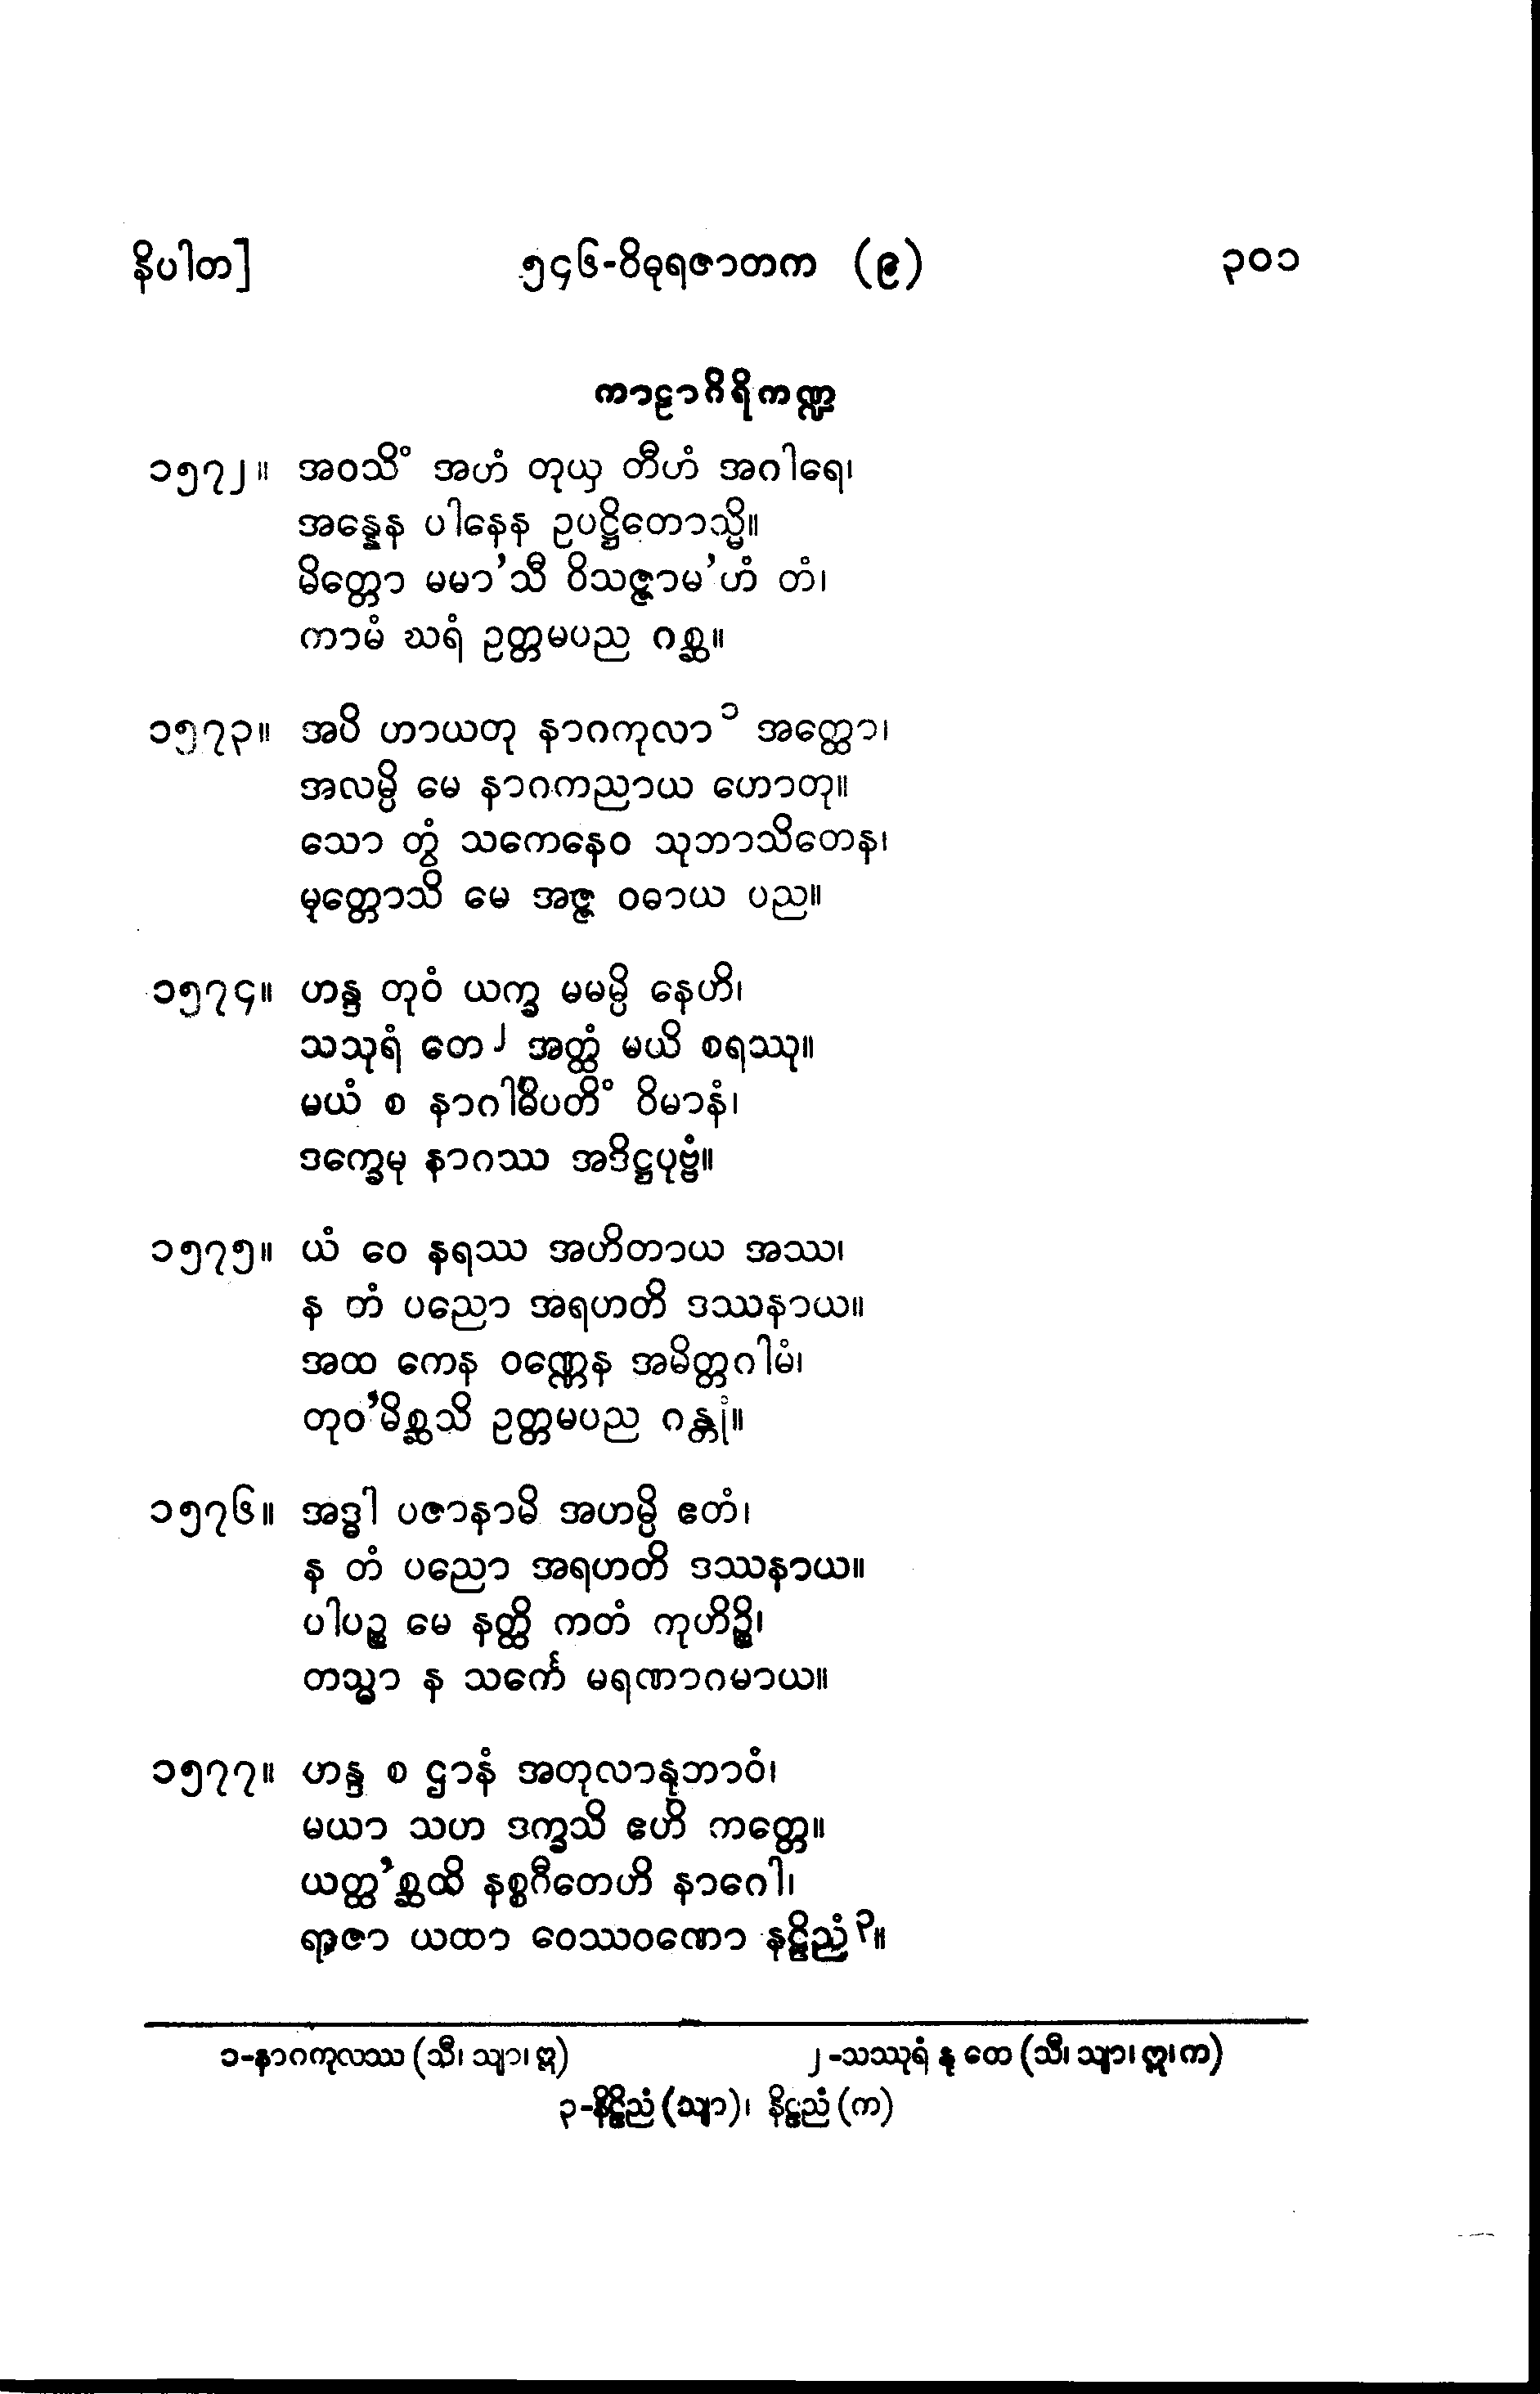 နိပါတ] ၅၄၆-ဝိဓုရဇာတက (၉) ၃၀၁
ကာဠာဂိရိကဏ္ဍ
၁၅၇၂။ အဝသိံ အဟံ တုယှ တီဟံ အဂါရေ၊
အန္နေန ပါနေန ဥပဋ္ဌိတောသ္မိ။
မိတ္တော မမာ’သီ ဝိသဇ္ဇာမ’ဟံ တံ၊
ကာမံ ဃရံ ဥတ္တမပည ဂစ္ဆ။
၁၅၇၃။ အပိ ဟာယတု နာဂကုလာ ၁ အတ္ထော၊
အလမ္ပိ မေ နာဂကညာယ ဟောတု။
သော တွံ သကေနေဝ သုဘာသိတေန၊
မုတ္တောသိ မေ အဇ္ဇ ဝဓာယ ပည။
၁၅၇၄။ ဟန္ဒ တုဝံ ယက္ခ မမမ္ပိ နေဟိ၊
သသုရံ တေ ၂ အတ္ထံ မယိ စရဿု။
မယံ စ နာဂါဓိပတိံ ဝိမာနံ၊
ဒက္ခေမု နာဂဿ အဒိဋ္ဌပုဗ္ဗံ။
၁၅၇၅။ ယံ ဝေ နရဿ အဟိတာယ အဿ၊
န တံ ပညော အရဟတိ ဒဿနာယ။
အထ ကေန ဝဏ္ဏေန အမိတ္တဂါမံ၊
တုဝ’မိစ္ဆသိ ဥတ္တမပည ဂန္တုံ။
၁၅၇၆။ အဒ္ဓါ ပဇာနာမိ အဟမ္ပိ ဧတံ၊
န တံ ပညော အရဟတိ ဒဿနာယ။
ပါပဉ္စ မေ နတ္ထိ ကတံ ကုဟိဉ္စိ၊
တသ္မာ န သင်္ကေ မရဏာဂမာယ။
၁၅၇၇။ ဟန္ဒ စ ဌာနံ အတုလာနုဘာဝံ၊
မယာ သဟ ဒက္ခသိ ဧဟိ ကတ္တေ။
ယတ္ထ’စ္ဆထိ နစ္စဂီတေဟိ နာဂေါ၊
ရာဇာ ယထာ ဝေဿဝဏော နဠိညံ ၃။
၁-နာဂကုလဿ (သီ၊ သျာ၊ ဣ) ၂-သဿုရံ နု တေ (သီ၊ သျာ၊ ဣ၊ က)
၃-နိဠိညံ (သျာ)၊ နိဠညံ (က)